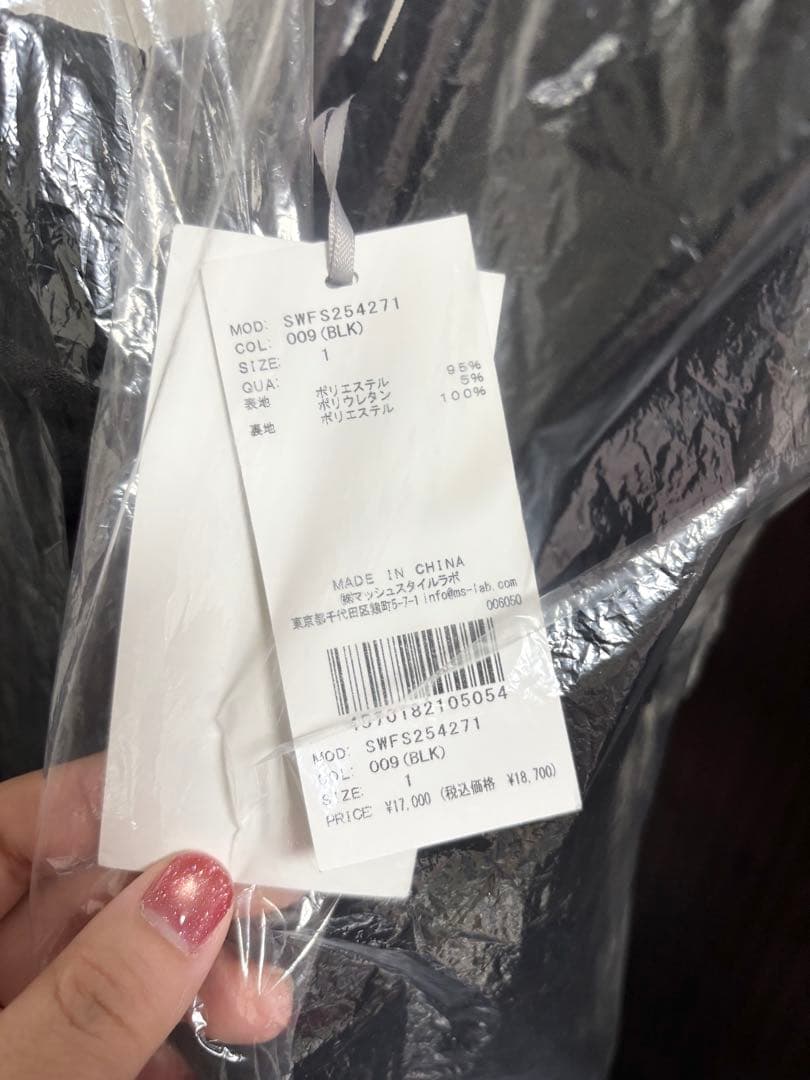 MOD: SWFS254271
COL: 009(BLK)
SIZE: 1
QUA:
表地 ポリエステル 95%
ポリウレタン 5%
裏地 ポリエステル 100%
MADE IN CHINA
㈱マッシュスタイルラボ
東京都千代田区麹町5-7-1 info@ms-lab.com
006050
4570182105054
MOD: SWFS254271
COL: 009(BLK)
SIZE: 1
PRICE: ¥17,000 (税込価格 ¥18,700)